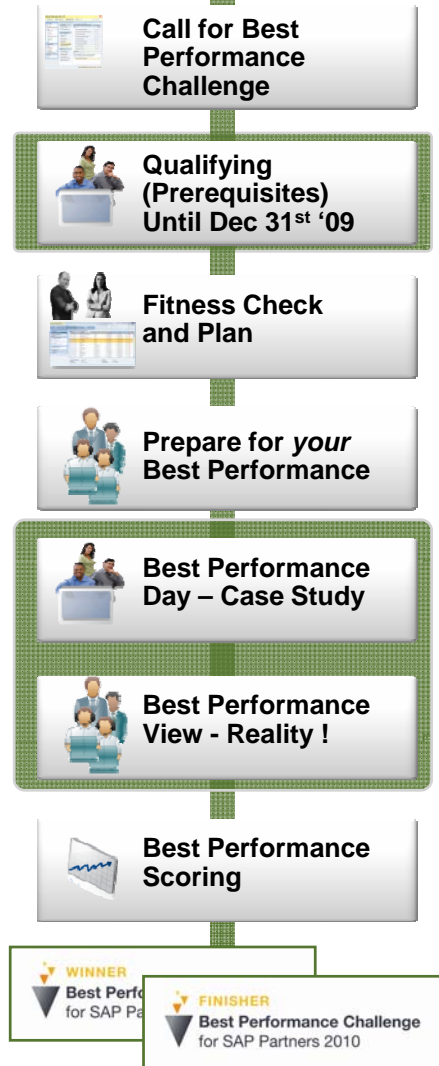 Call for Best
Performance
Challenge
Qualifying
(Prerequisites)
Until Dec 31st ‘09
Fitness Check
and Plan
Prepare for your
Best Performance
Best Performance
Day – Case Study
Best Performance
View - Reality !
Best Performance
Scoring
WINNER
Best Perfo
for SAP Pa
FINISHER
Best Performance Challenge
for SAP Partners 2010